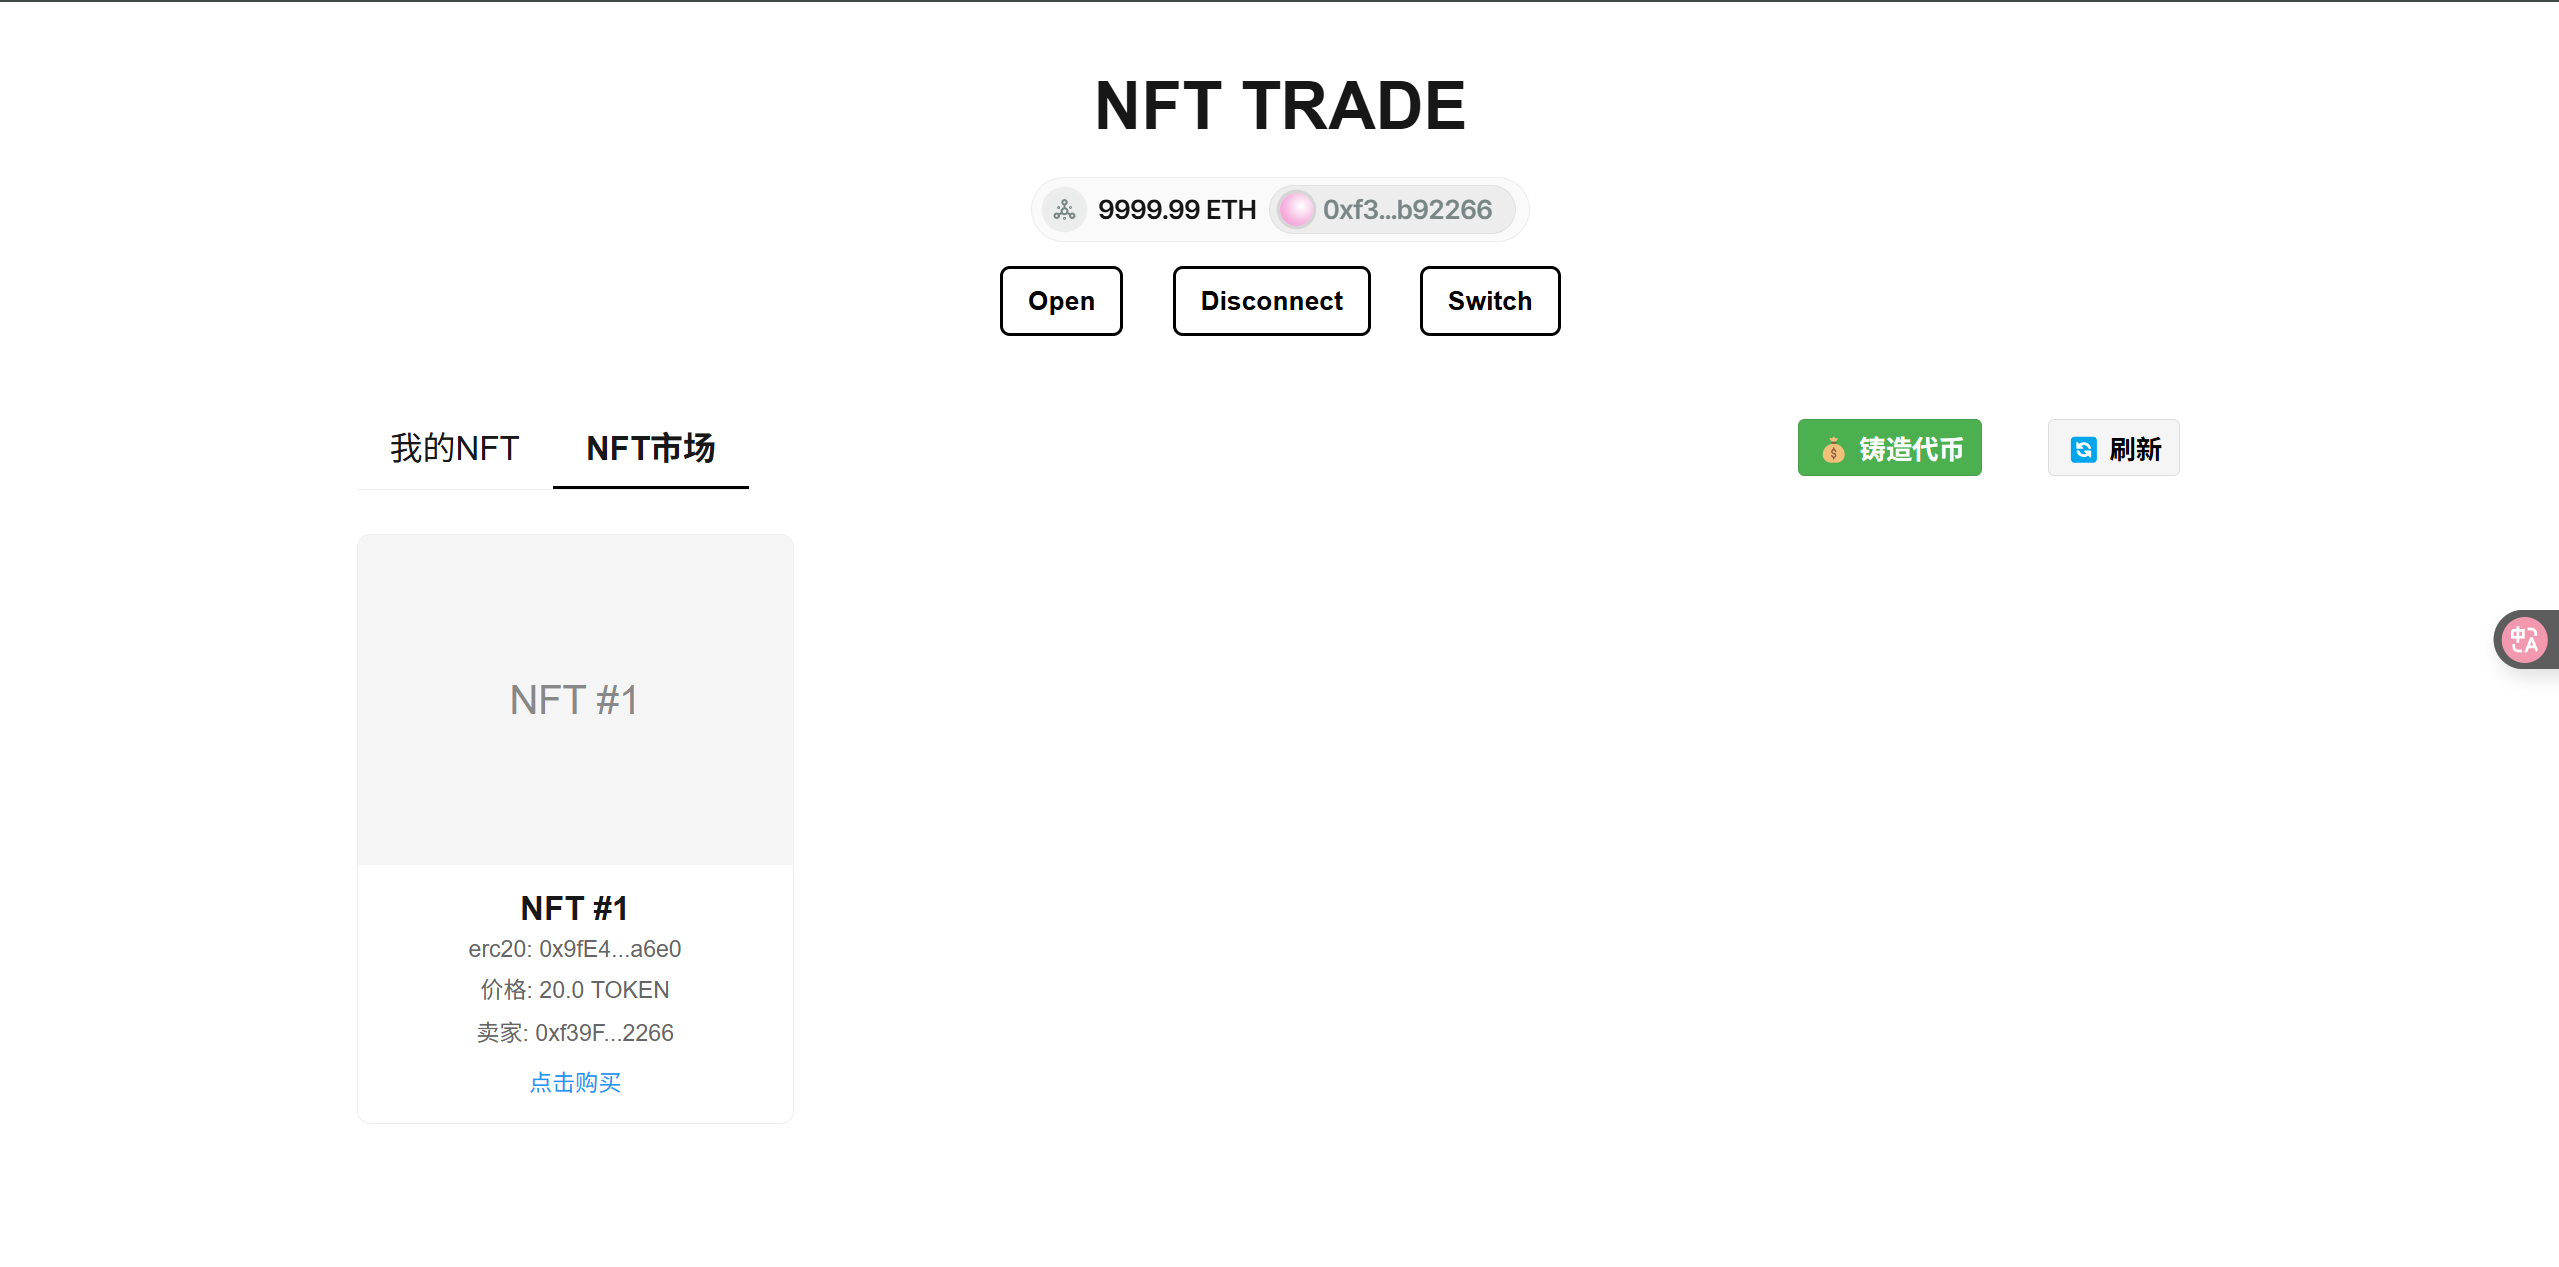 NFT TRADE
9999.99 ETH 0xf3...b92266
Open Disconnect Switch
我的NFT NFT市场 铸造代币 刷新
NFT #1
NFT #1
erc20: 0x9fE4...a6e0
价格: 20.0 TOKEN
卖家: 0xf39F...2266
点击购买